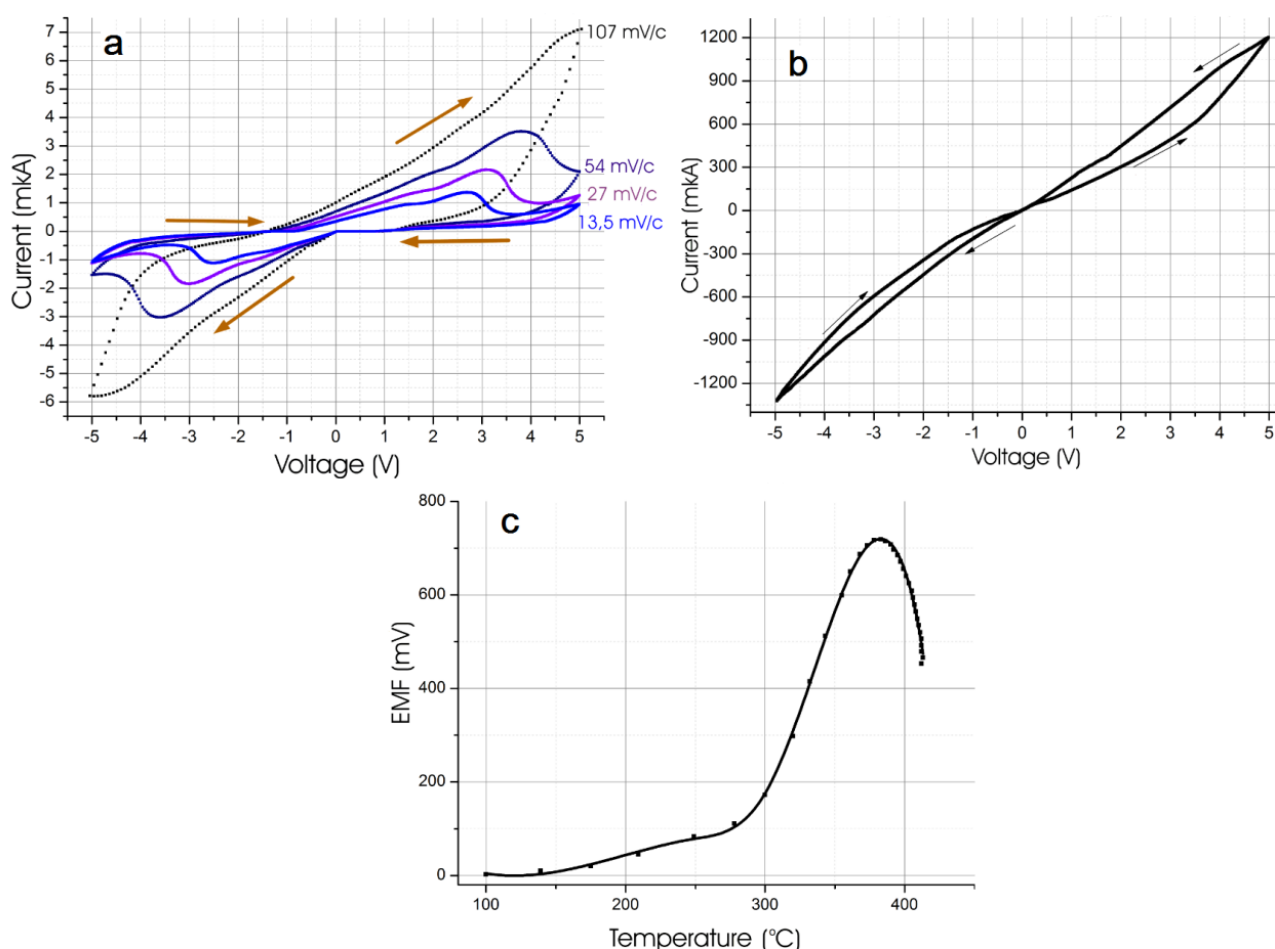 a
7
6
5
4
3
2
1
0
-1
-2
-3
-4
-5
-6
Current (mkA)
107 mV/c
54 mV/c
27 mV/c
13,5 mV/c
-5 -4 -3 -2 -1 0 1 2 3 4 5
Voltage (V)
b
1200
900
600
300
0
-300
-600
-900
-1200
Current (mkA)
-5 -4 -3 -2 -1 0 1 2 3 4 5
Voltage (V)
c
800
600
400
200
0
EMF (mV)
100 200 300 400
Temperature (°C)